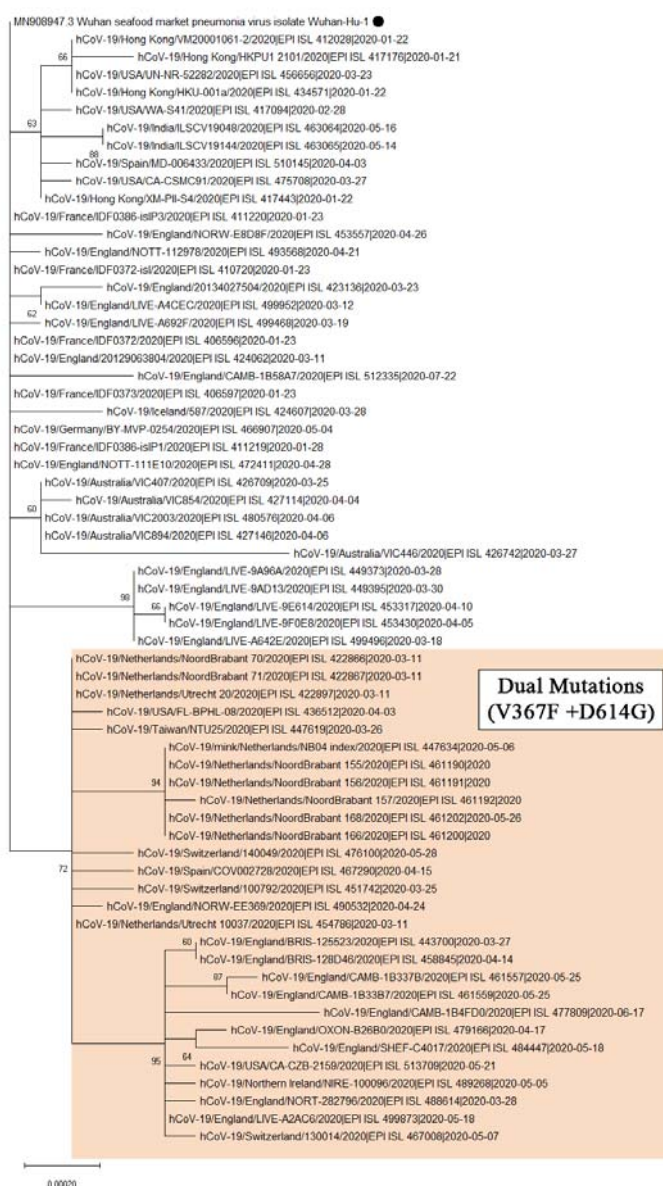 MN908947.3 Wuhan seafood market pneumonia virus isolate Wuhan-Hu-1
hCoV-19/Hong Kong/VM20001061-2/2020|EPI ISL 412028|2020-01-22
66
hCoV-19/Hong Kong/HKPU1 2101/2020|EPI ISL 417176|2020-01-21
hCoV-19/USA/UN-NR-52282/2020|EPI ISL 456656|2020-03-23
hCoV-19/Hong Kong/HKU-001a/2020|EPI ISL 434571|2020-01-22
hCoV-19/USA/WA-S41/2020|EPI ISL 417094|2020-02-28
63
hCoV-19/India/ILSCV19048/2020|EPI ISL 463064|2020-05-16
hCoV-19/India/ILSCV19144/2020|EPI ISL 463065|2020-05-14
88
hCoV-19/Spain/MD-006433/2020|EPI ISL 510145|2020-04-03
hCoV-19/USA/CA-CSMC91/2020|EPI ISL 475708|2020-03-27
hCoV-19/Hong Kong/XM-PII-S4/2020|EPI ISL 417443|2020-01-22
hCoV-19/France/IDF0386-islP3/2020|EPI ISL 411220|2020-01-23
hCoV-19/England/NORW-E8D8F/2020|EPI ISL 453557|2020-04-26
hCoV-19/England/NOTT-112978/2020|EPI ISL 493568|2020-04-21
hCoV-19/France/IDF0372-isl/2020|EPI ISL 410720|2020-01-23
hCoV-19/England/20134027504/2020|EPI ISL 423136|2020-03-23
hCoV-19/England/LIVE-A4CEC/2020|EPI ISL 499952|2020-03-12
62
hCoV-19/England/LIVE-A692F/2020|EPI ISL 499468|2020-03-19
hCoV-19/France/IDF0372/2020|EPI ISL 406596|2020-01-23
hCoV-19/England/20129063804/2020|EPI ISL 424062|2020-03-11
hCoV-19/England/CAMB-1B58A7/2020|EPI ISL 512335|2020-07-22
hCoV-19/France/IDF0373/2020|EPI ISL 406597|2020-01-23
hCoV-19/Iceland/587/2020|EPI ISL 424607|2020-03-28
hCoV-19/Germany/BY-MVP-0254/2020|EPI ISL 466907|2020-05-04
hCoV-19/France/IDF0386-islP1/2020|EPI ISL 411219|2020-01-28
hCoV-19/England/NOTT-111E10/2020|EPI ISL 472411|2020-04-28
hCoV-19/Australia/VIC407/2020|EPI ISL 426709|2020-03-25
hCoV-19/Australia/VIC854/2020|EPI ISL 427114|2020-04-04
60
hCoV-19/Australia/VIC2003/2020|EPI ISL 480576|2020-04-06
hCoV-19/Australia/VIC894/2020|EPI ISL 427146|2020-04-06
hCoV-19/Australia/VIC446/2020|EPI ISL 426742|2020-03-27
hCoV-19/England/LIVE-9A96A/2020|EPI ISL 449373|2020-03-28
hCoV-19/England/LIVE-9AD13/2020|EPI ISL 449395|2020-03-30
98
66
hCoV-19/England/LIVE-9E614/2020|EPI ISL 453317|2020-04-10
hCoV-19/England/LIVE-9F0E8/2020|EPI ISL 453430|2020-04-05
hCoV-19/England/LIVE-A642E/2020|EPI ISL 499496|2020-03-18
hCoV-19/Netherlands/NoordBrabant 70/2020|EPI ISL 422866|2020-03-11
hCoV-19/Netherlands/NoordBrabant 71/2020|EPI ISL 422867|2020-03-11
hCoV-19/Netherlands/Utrecht 20/2020|EPI ISL 422897|2020-03-11
Dual Mutations
(V367F +D614G)
hCoV-19/USA/FL-BPHL-08/2020|EPI ISL 436512|2020-04-03
hCoV-19/Taiwan/NTU25/2020|EPI ISL 447619|2020-03-26
hCoV-19/mink/Netherlands/NB04 index/2020|EPI ISL 447634|2020-05-06
hCoV-19/Netherlands/NoordBrabant 155/2020|EPI ISL 461190|2020
94
hCoV-19/Netherlands/NoordBrabant 156/2020|EPI ISL 461191|2020
hCoV-19/Netherlands/NoordBrabant 157/2020|EPI ISL 461192|2020
hCoV-19/Netherlands/NoordBrabant 168/2020|EPI ISL 461202|2020-05-26
hCoV-19/Netherlands/NoordBrabant 166/2020|EPI ISL 461200|2020
hCoV-19/Switzerland/140049/2020|EPI ISL 476100|2020-05-28
72
hCoV-19/Spain/COV002728/2020|EPI ISL 467290|2020-04-15
hCoV-19/Switzerland/100792/2020|EPI ISL 451742|2020-03-25
hCoV-19/England/NORW-EE369/2020|EPI ISL 490532|2020-04-24
hCoV-19/Netherlands/Utrecht 10037/2020|EPI ISL 454786|2020-03-11
60
hCoV-19/England/BRIS-125523/2020|EPI ISL 443700|2020-03-27
hCoV-19/England/BRIS-128D46/2020|EPI ISL 458845|2020-04-14
87
hCoV-19/England/CAMB-1B337B/2020|EPI ISL 461557|2020-05-25
hCoV-19/England/CAMB-1B33B7/2020|EPI ISL 461559|2020-05-25
hCoV-19/England/CAMB-1B4FD0/2020|EPI ISL 477809|2020-06-17
hCoV-19/England/OXON-B26B0/2020|EPI ISL 479166|2020-04-17
hCoV-19/England/SHEF-C4017/2020|EPI ISL 484447|2020-05-18
95
64
hCoV-19/USA/CA-CZB-2159/2020|EPI ISL 513709|2020-05-21
hCoV-19/Northern Ireland/NIRE-100096/2020|EPI ISL 489268|2020-05-05
hCoV-19/England/NORT-282796/2020|EPI ISL 488614|2020-03-28
hCoV-19/England/LIVE-A2AC6/2020|EPI ISL 499873|2020-05-18
hCoV-19/Switzerland/130014/2020|EPI ISL 467008|2020-05-07
0.00020